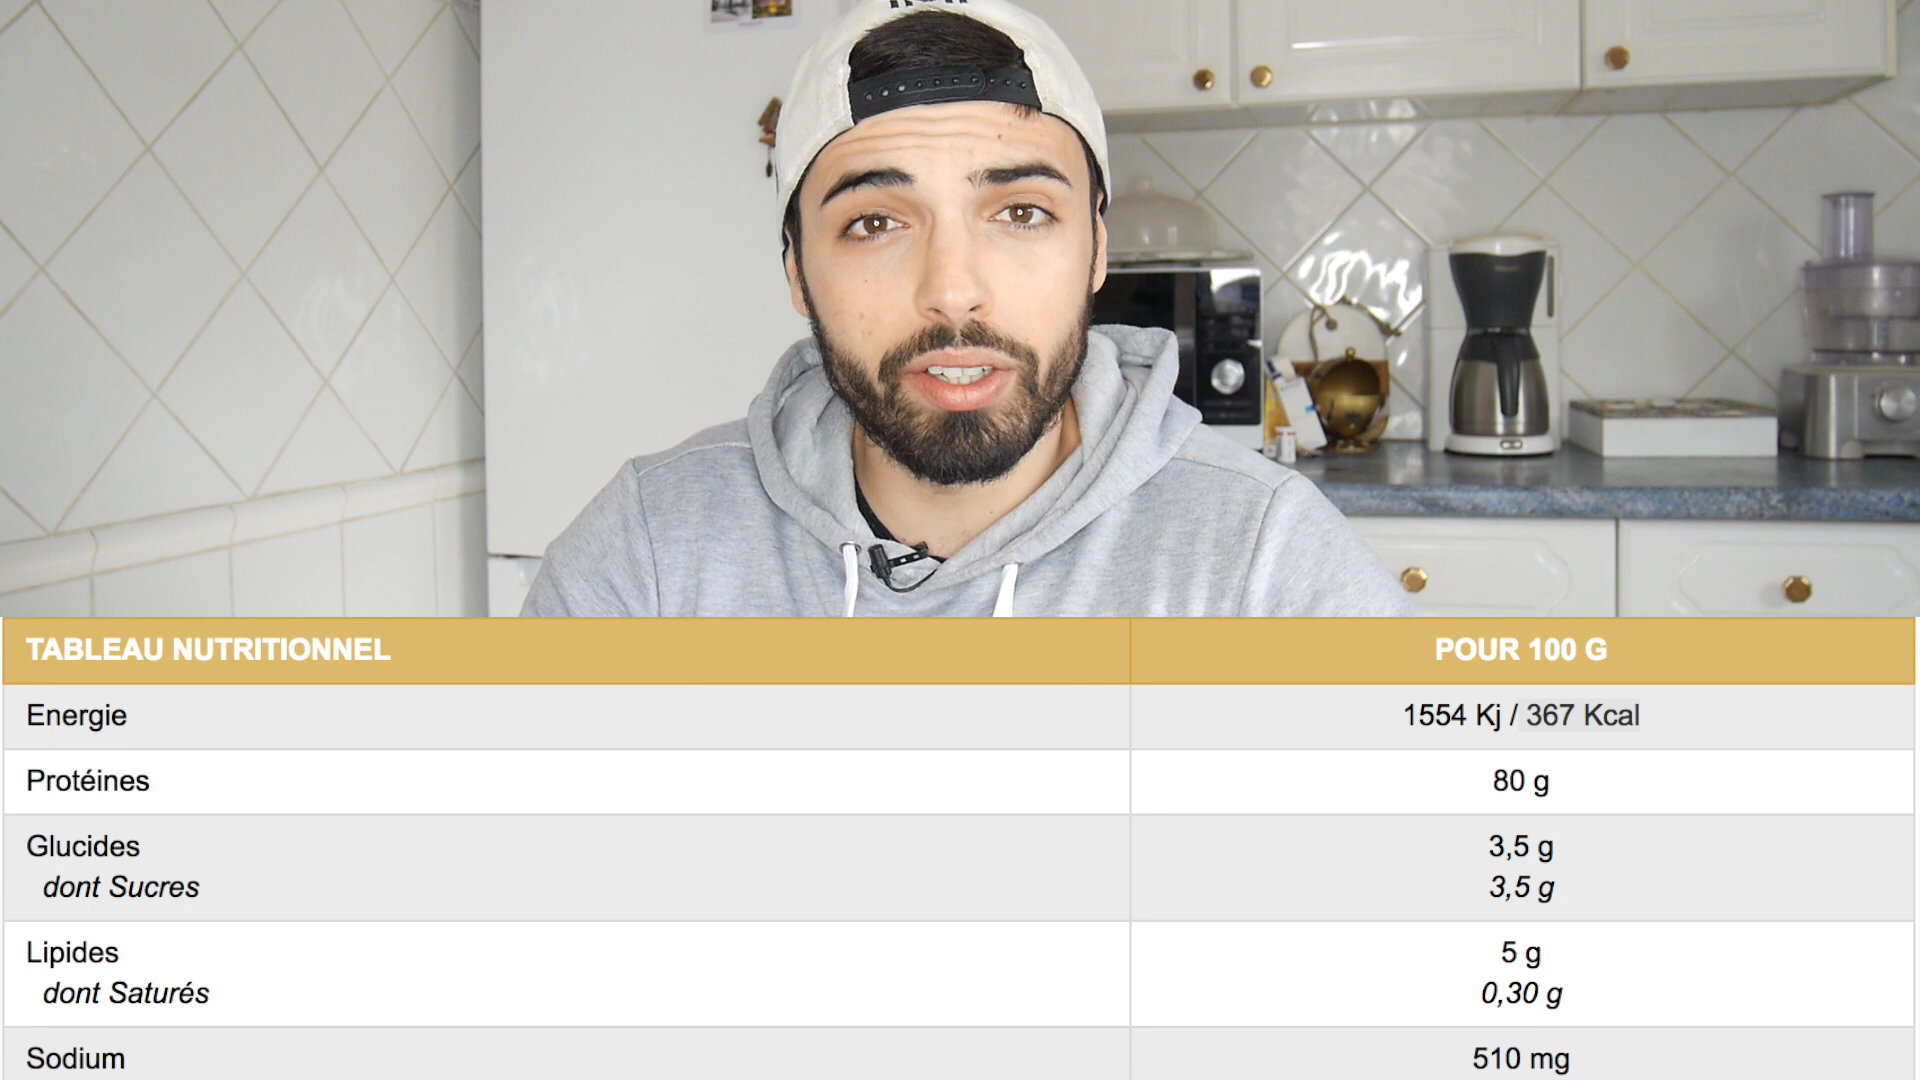 TABLEAU NUTRITIONNEL POUR 100 G
Energie 1554 Kj / 367 Kcal
Protéines 80 g
Glucides 3,5 g
dont Sucres 3,5 g
Lipides 5 g
dont Saturés 0,30 g
Sodium 510 mg